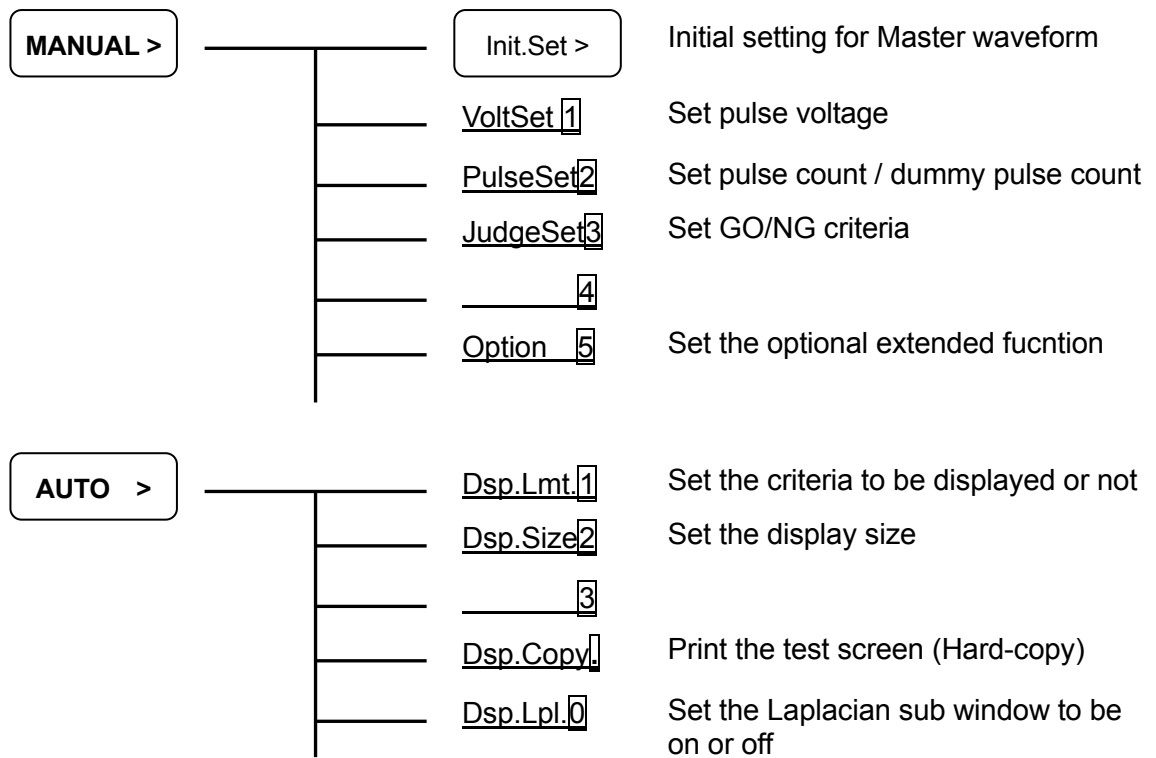 MANUAL > Init.Set > Initial setting for Master waveform
VoltSet 1 Set pulse voltage
PulseSet2 Set pulse count / dummy pulse count
JudgeSet3 Set GO/NG criteria
4
Option 5 Set the optional extended fucntion
AUTO > Dsp.Lmt.1 Set the criteria to be displayed or not
Dsp.Size2 Set the display size
3
Dsp.Copy. Print the test screen (Hard-copy)
Dsp.Lpl.0 Set the Laplacian sub window to be
on or off